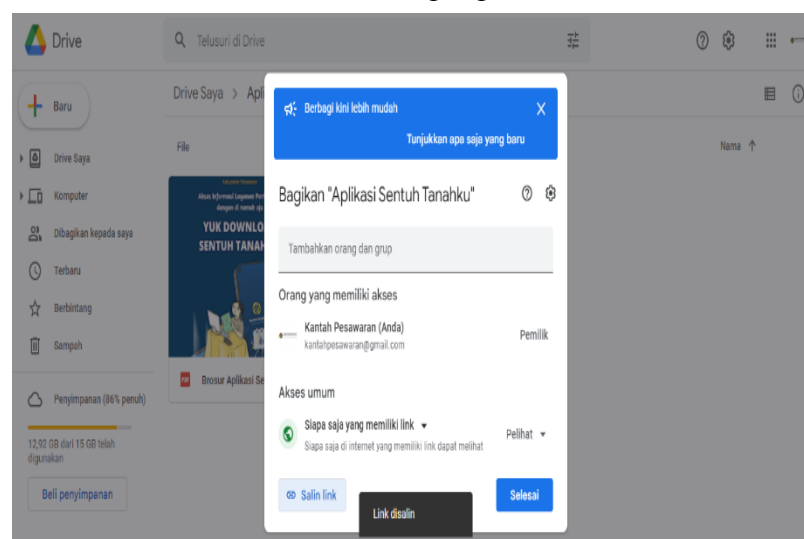 Drive
Telusuri di Drive
Baru
Drive Saya
Komputer
Dibagikan kepada saya
Terbaru
Berbintang
Sampah
Penyimpanan (86% penuh)
12,92 GB dari 15 GB telah
digunakan
Beli penyimpanan
Drive Saya > Apli
File
Nama
YUK DOWNLO
SENTUH TANAH
Brosur Aplikasi Se
Berbagi kini lebih mudah
Tunjukkan apa saja yang baru
Bagikan "Aplikasi Sentuh Tanahku"
Tambahkan orang dan grup
Orang yang memiliki akses
Kantah Pesawaran (Anda)
Pemilik
kantahpesawaran@gmail.com
Akses umum
Siapa saja yang memiliki link
Siapa saja di internet yang memiliki link dapat melihat
Pelihat
Salin link
Link disalin
Selesai